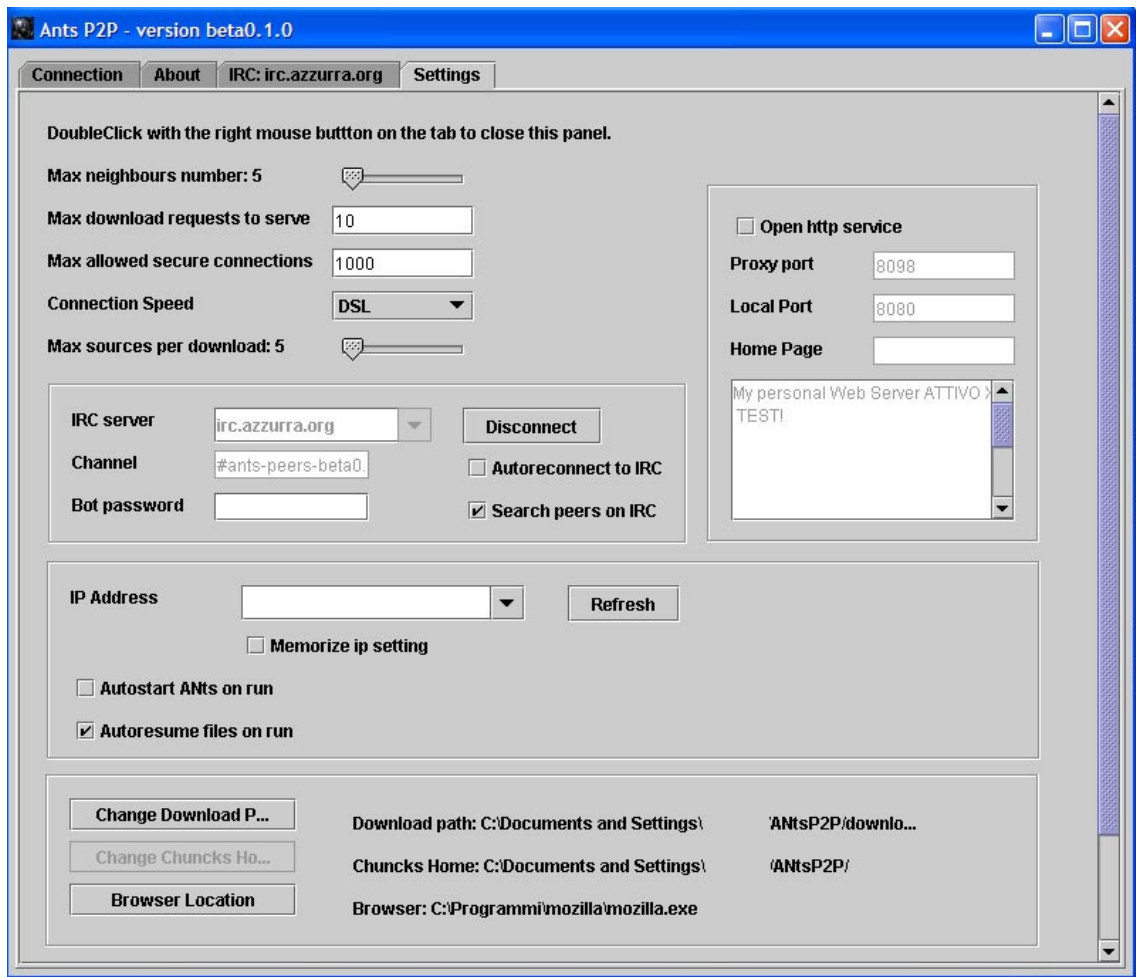 Ants P2P - version beta0.1.0
Connection About IRC: irc.azzurra.org Settings
DoubleClick with the right mouse buttton on the tab to close this panel.
Max neighbours number: 5
Max download requests to serve 10
Max allowed secure connections 1000
Connection Speed DSL
Max sources per download: 5
Open http service
Proxy port 8098
Local Port 8080
Home Page
My personal Web Server ATTIVO
TEST!
IRC server irc.azzurra.org Disconnect
Channel #ants-peers-beta0. Autoreconnect to IRC
Bot password Search peers on IRC
IP Address Refresh
Memorize ip setting
Autostart ANts on run
Autoresume files on run
Change Download P... Download path: C:\Documents and Settings\ ANtsP2P/downlo...
Change Chuncks Ho... Chuncks Home: C:\Documents and Settings\ /ANtsP2P/
Browser Location Browser: C:\Programmi\mozilla\mozilla.exe